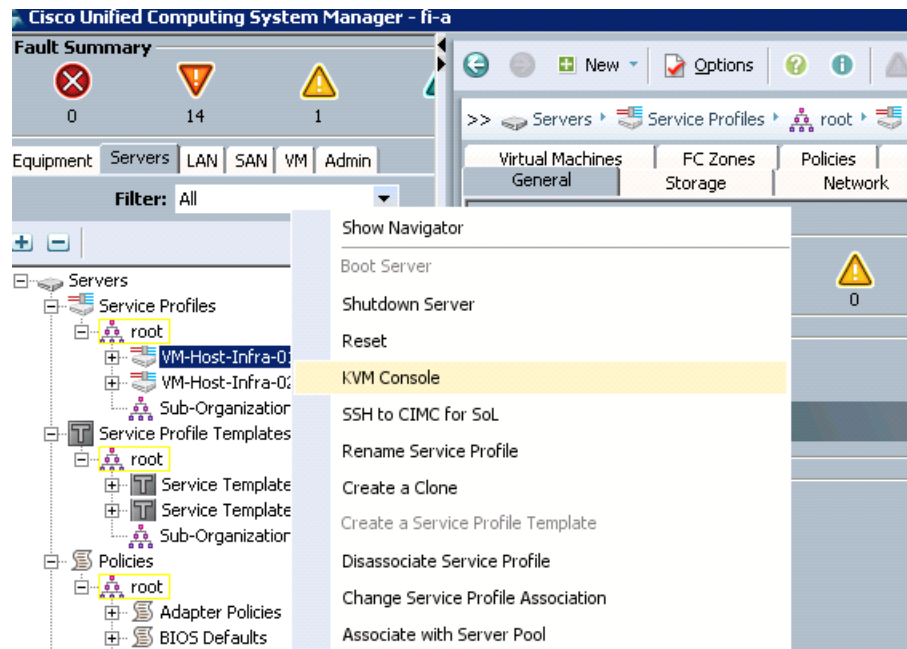 Cisco Unified Computing System Manager - fi-a
Fault Summary
0 14 1
New Options
>> Servers Service Profiles root
Equipment Servers LAN SAN VM Admin
Filter: All
Virtual Machines FC Zones Policies
General Storage Network
0
Servers
Service Profiles
root
VM-Host-Infra-01
VM-Host-Infra-02
Sub-Organization
Service Profile Templates
root
Service Template
Service Template
Sub-Organization
Policies
root
Adapter Policies
BIOS Defaults
Show Navigator
Boot Server
Shutdown Server
Reset
KVM Console
SSH to CIMC for SoL
Rename Service Profile
Create a Clone
Create a Service Profile Template
Disassociate Service Profile
Change Service Profile Association
Associate with Server Pool